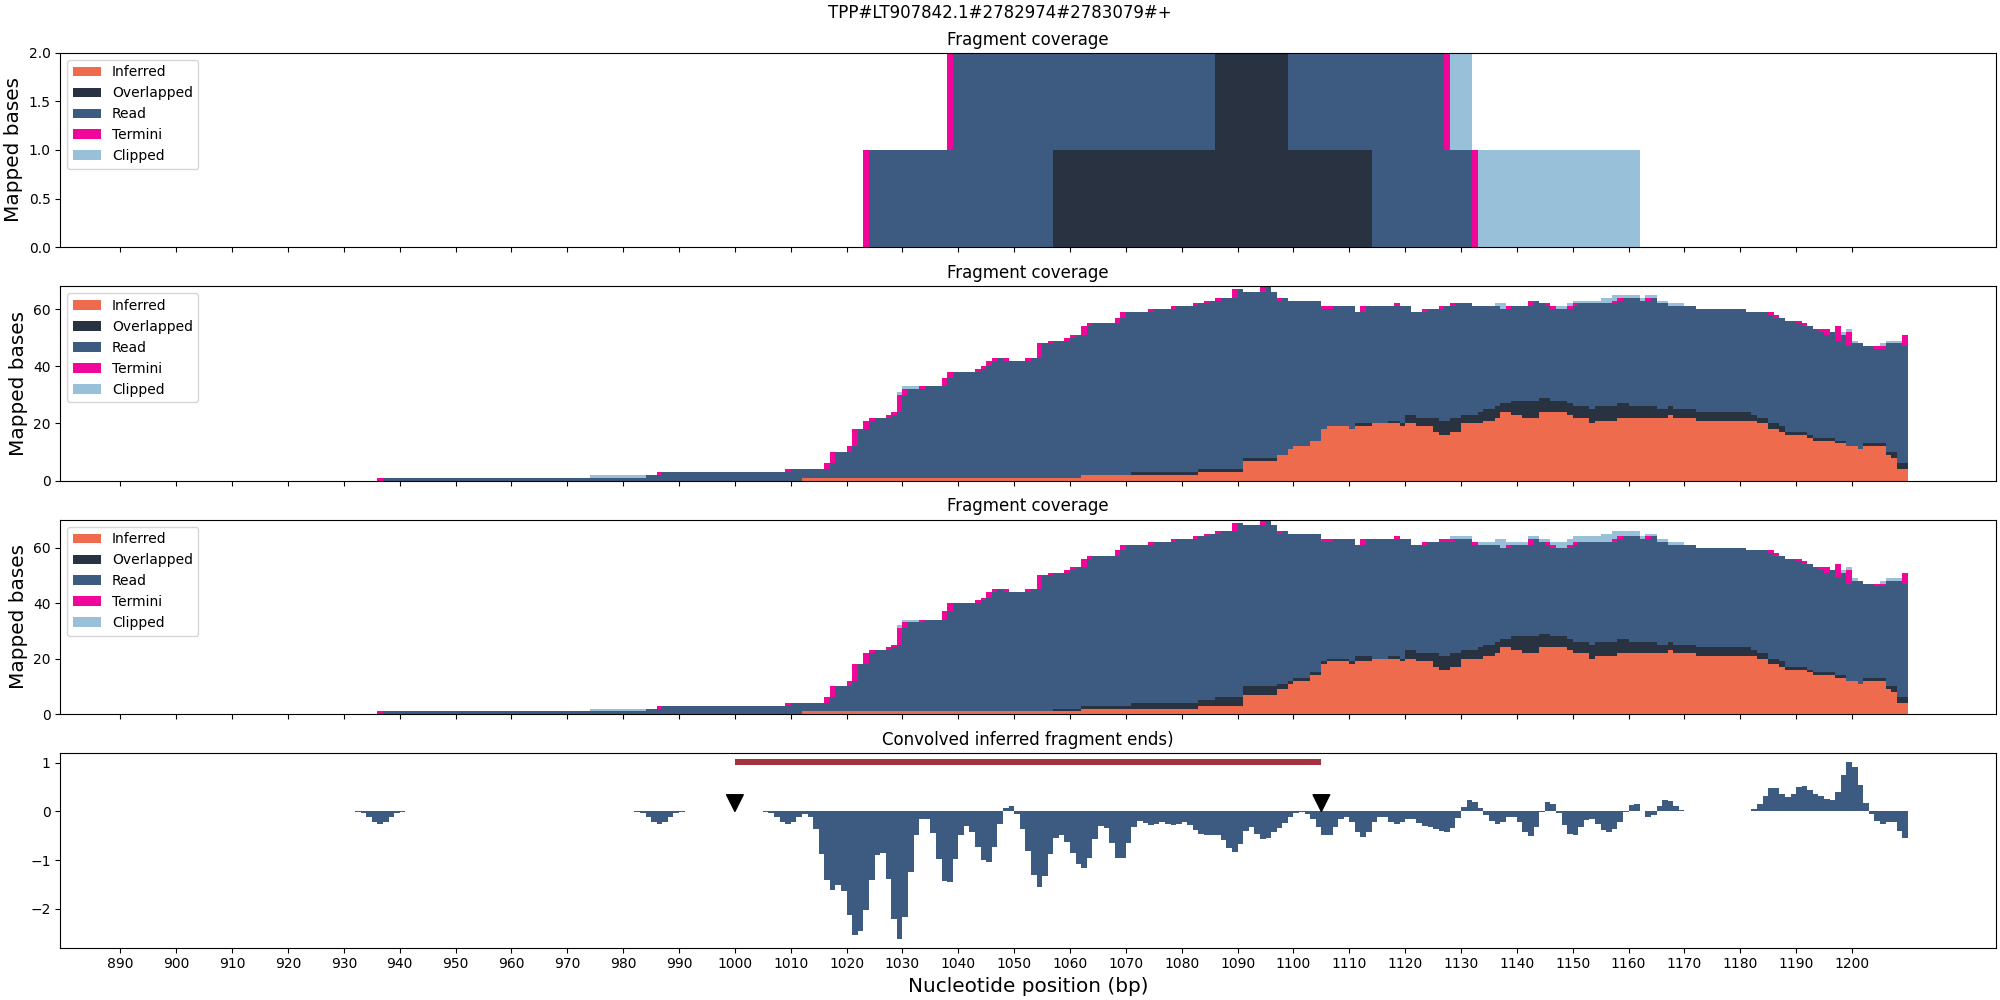 TPP#LT907842.1#2782974#2783079#+
Fragment coverage
Mapped bases
2.0
1.5
1.0
0.5
0.0
Inferred
Overlapped
Read
Termini
Clipped
Fragment coverage
Mapped bases
60
40
20
0
Inferred
Overlapped
Read
Termini
Clipped
Fragment coverage
Mapped bases
60
40
20
0
Inferred
Overlapped
Read
Termini
Clipped
Convolved inferred fragment ends)
1
0
−1
−2
890 900 910 920 930 940 950 960 970 980 990 1000 1010 1020 1030 1040 1050 1060 1070 1080 1090 1100 1110 1120 1130 1140 1150 1160 1170 1180 1190 1200
Nucleotide position (bp)